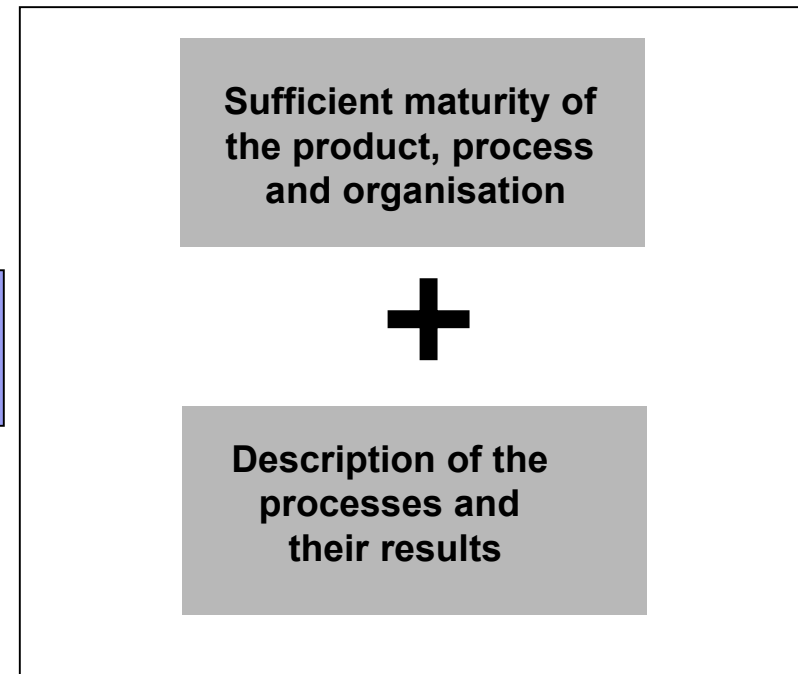 Sufficient maturity of
the product, process
and organisation
+
Description of the
processes and
their results